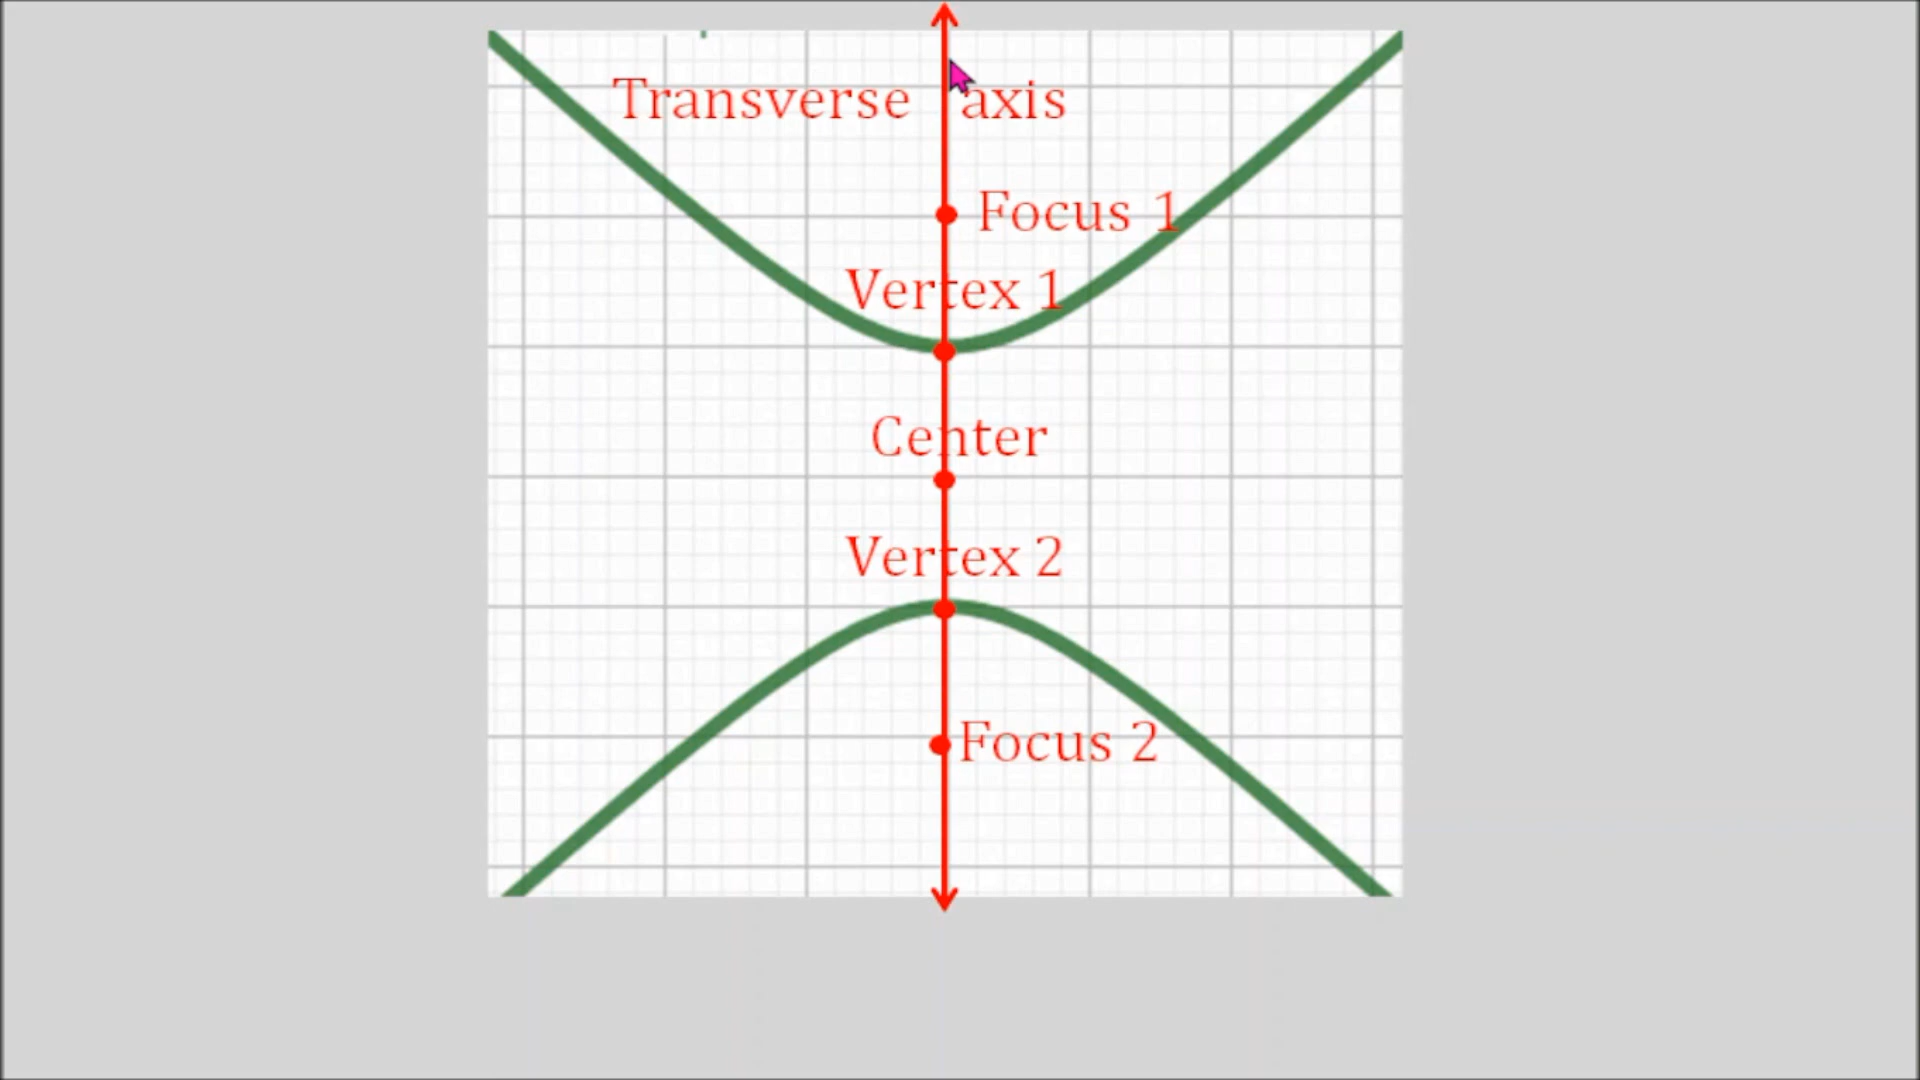 Transverse axis
Focus 1
Vertex 1
Center
Vertex 2
Focus 2